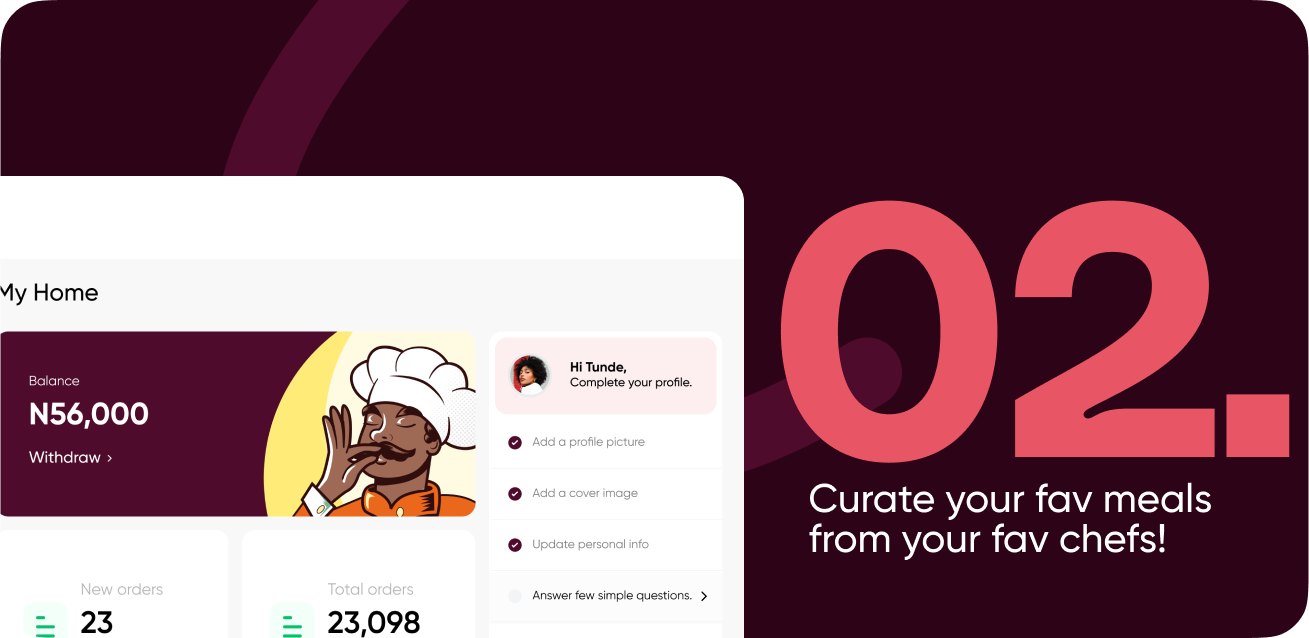 My Home
Balance
N56,000
Withdraw ›
Hi Tunde,
Complete your profile.
Add a profile picture
Add a cover image
Update personal info
Answer few simple questions.
New orders
23
Total orders
23,098
02.
Curate your fav meals
from your fav chefs!